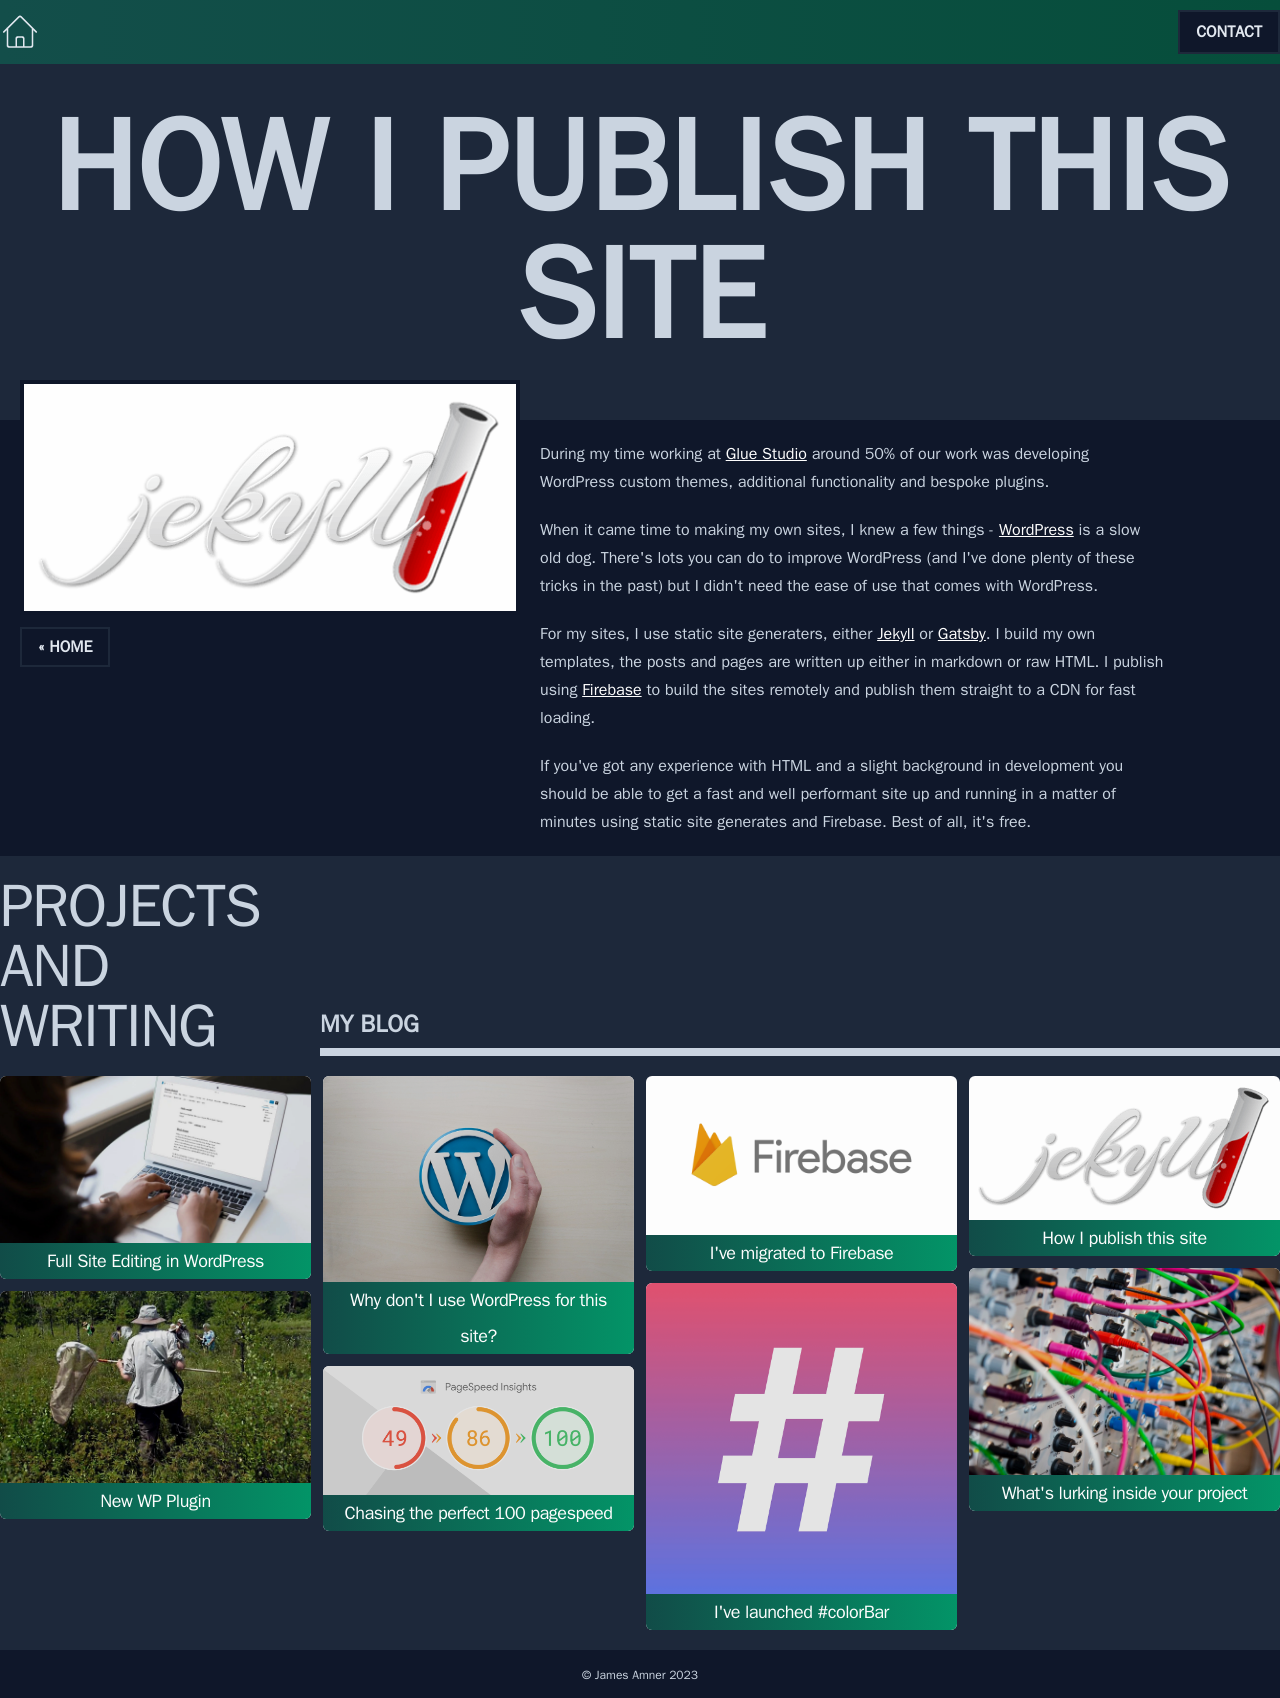 CONTACT
HOW I PUBLISH THIS
SITE
jekyll
« HOME
During my time working at Glue Studio around 50% of our work was developing
WordPress custom themes, additional functionality and bespoke plugins.
When it came time to making my own sites, I knew a few things - WordPress is a slow
old dog. There's lots you can do to improve WordPress (and I've done plenty of these
tricks in the past) but I didn't need the ease of use that comes with WordPress.
For my sites, I use static site generaters, either Jekyll or Gatsby. I build my own
templates, the posts and pages are written up either in markdown or raw HTML. I publish
using Firebase to build the sites remotely and publish them straight to a CDN for fast
loading.
If you've got any experience with HTML and a slight background in development you
should be able to get a fast and well performant site up and running in a matter of
minutes using static site generates and Firebase. Best of all, it's free.
PROJECTS
AND
WRITING
MY BLOG
Full Site Editing in WordPress
New WP Plugin
W
Why don't I use WordPress for this
site?
PageSpeed Insights
49 » 86 » 100
Chasing the perfect 100 pagespeed
Firebase
I've migrated to Firebase
#
I've launched #colorBar
jekyll
How I publish this site
What's lurking inside your project
© James Amner 2023